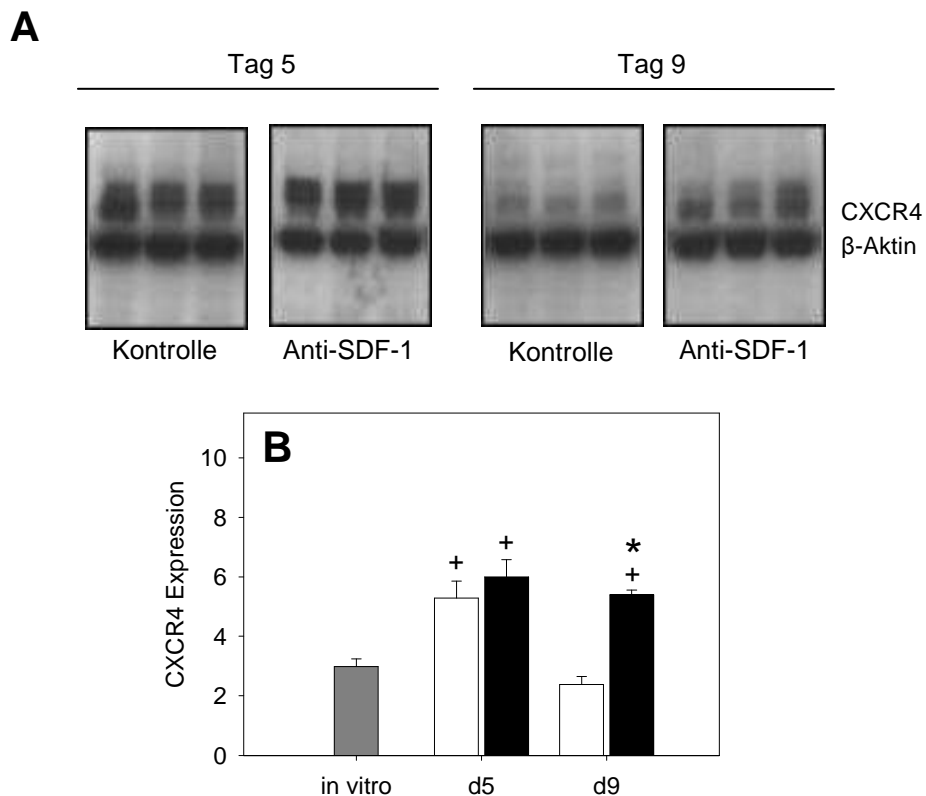 A
Tag 5 Tag 9
CXCR4
β-Aktin
Kontrolle Anti-SDF-1 Kontrolle Anti-SDF-1
B
10
8
6
4
2
0
CXCR4 Expression
+ + * +
in vitro d5 d9